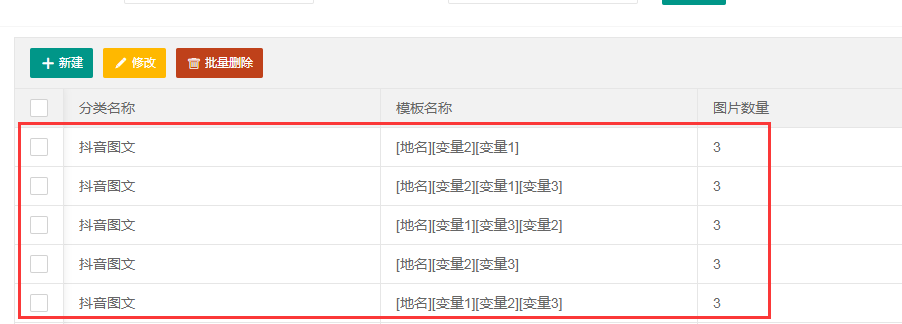 新建 修改 批量删除
分类名称 模板名称 图片数量
抖音图文 [地名][变量2][变量1] 3
抖音图文 [地名][变量2][变量1][变量3] 3
抖音图文 [地名][变量1][变量3][变量2] 3
抖音图文 [地名][变量2][变量3] 3
抖音图文 [地名][变量1][变量2][变量3] 3